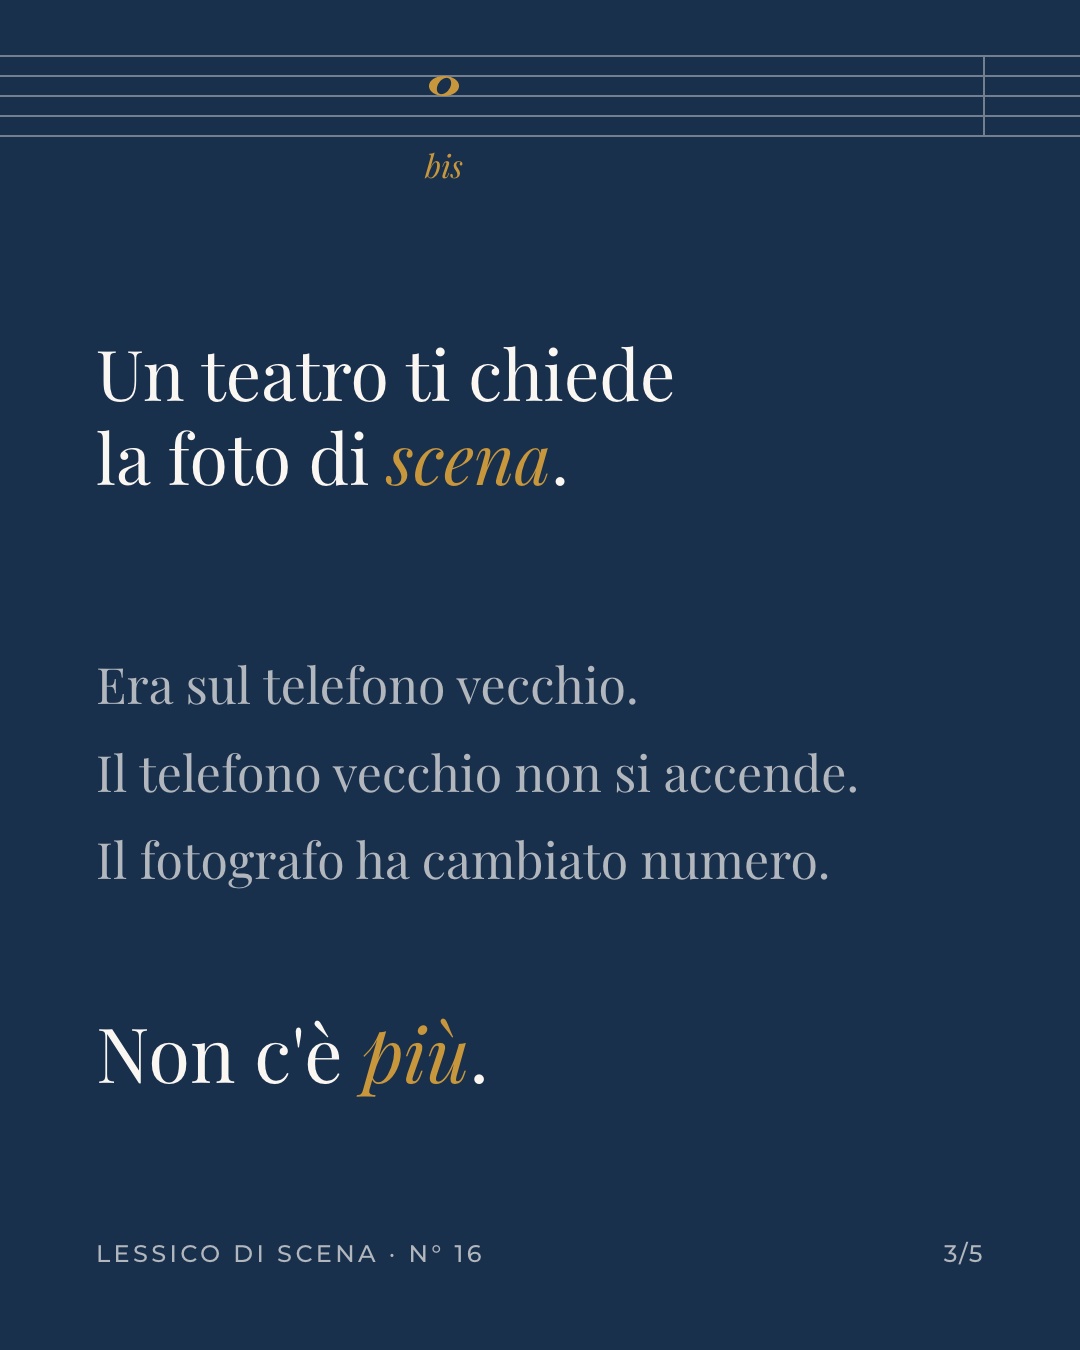 bis
Un teatro ti chiede
la foto di scena.
Era sul telefono vecchio.
Il telefono vecchio non si accende.
Il fotografo ha cambiato numero.
Non c'è più.
LESSICO DI SCENA · N° 16
3/5